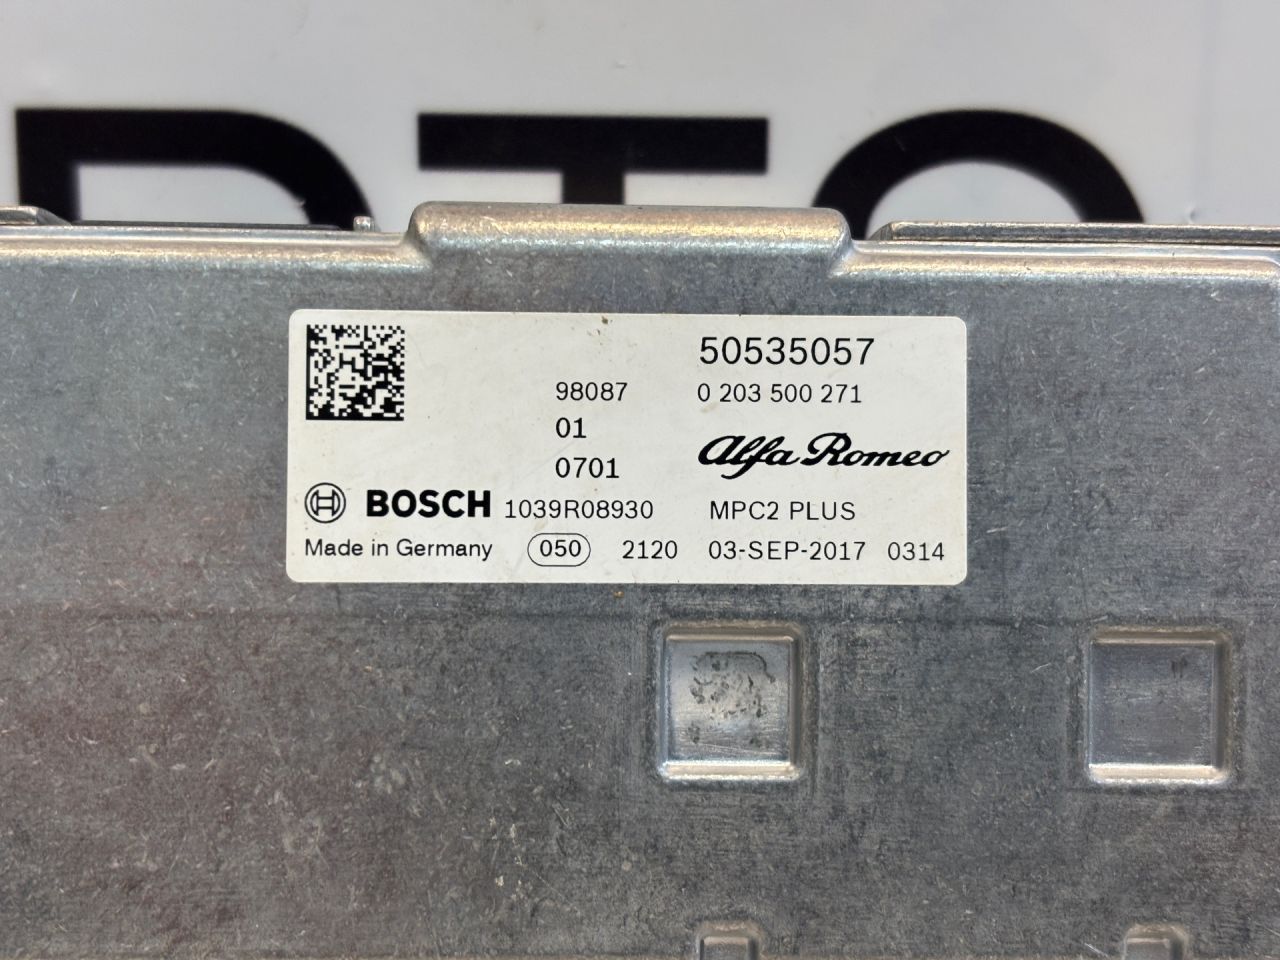 50535057
98087 0 203 500 271
01
Alfa Romeo
0701
BOSCH 1039R08930 MPC2 PLUS
Made in Germany 050 2120 03-SEP-2017 0314